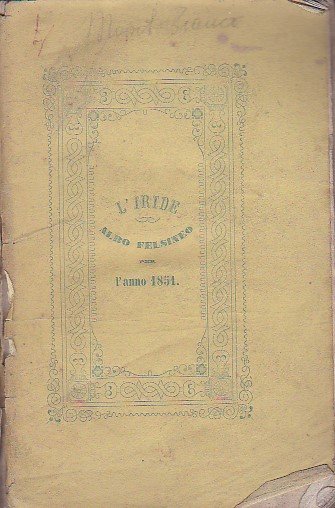 L'IRIDE
ALBO FELSINEO
PER
l'anno 1851.